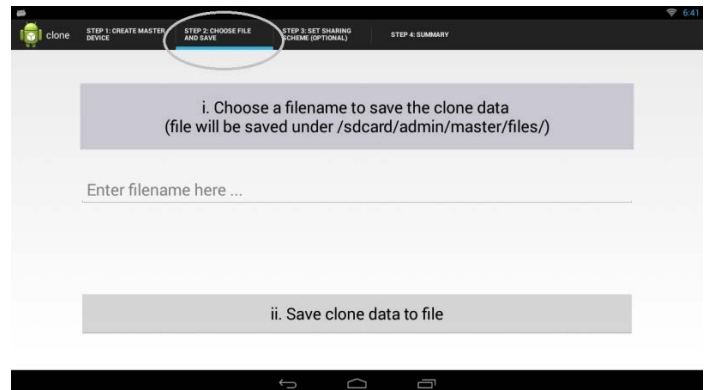 6:41
clone
STEP 1: CREATE MASTER
DEVICE
STEP 2: CHOOSE FILE
AND SAVE
STEP 3: SET SHARING
SCHEME (OPTIONAL)
STEP 4: SUMMARY
i. Choose a filename to save the clone data
(file will be saved under /sdcard/admin/master/files/)
Enter filename here ...
ii. Save clone data to file